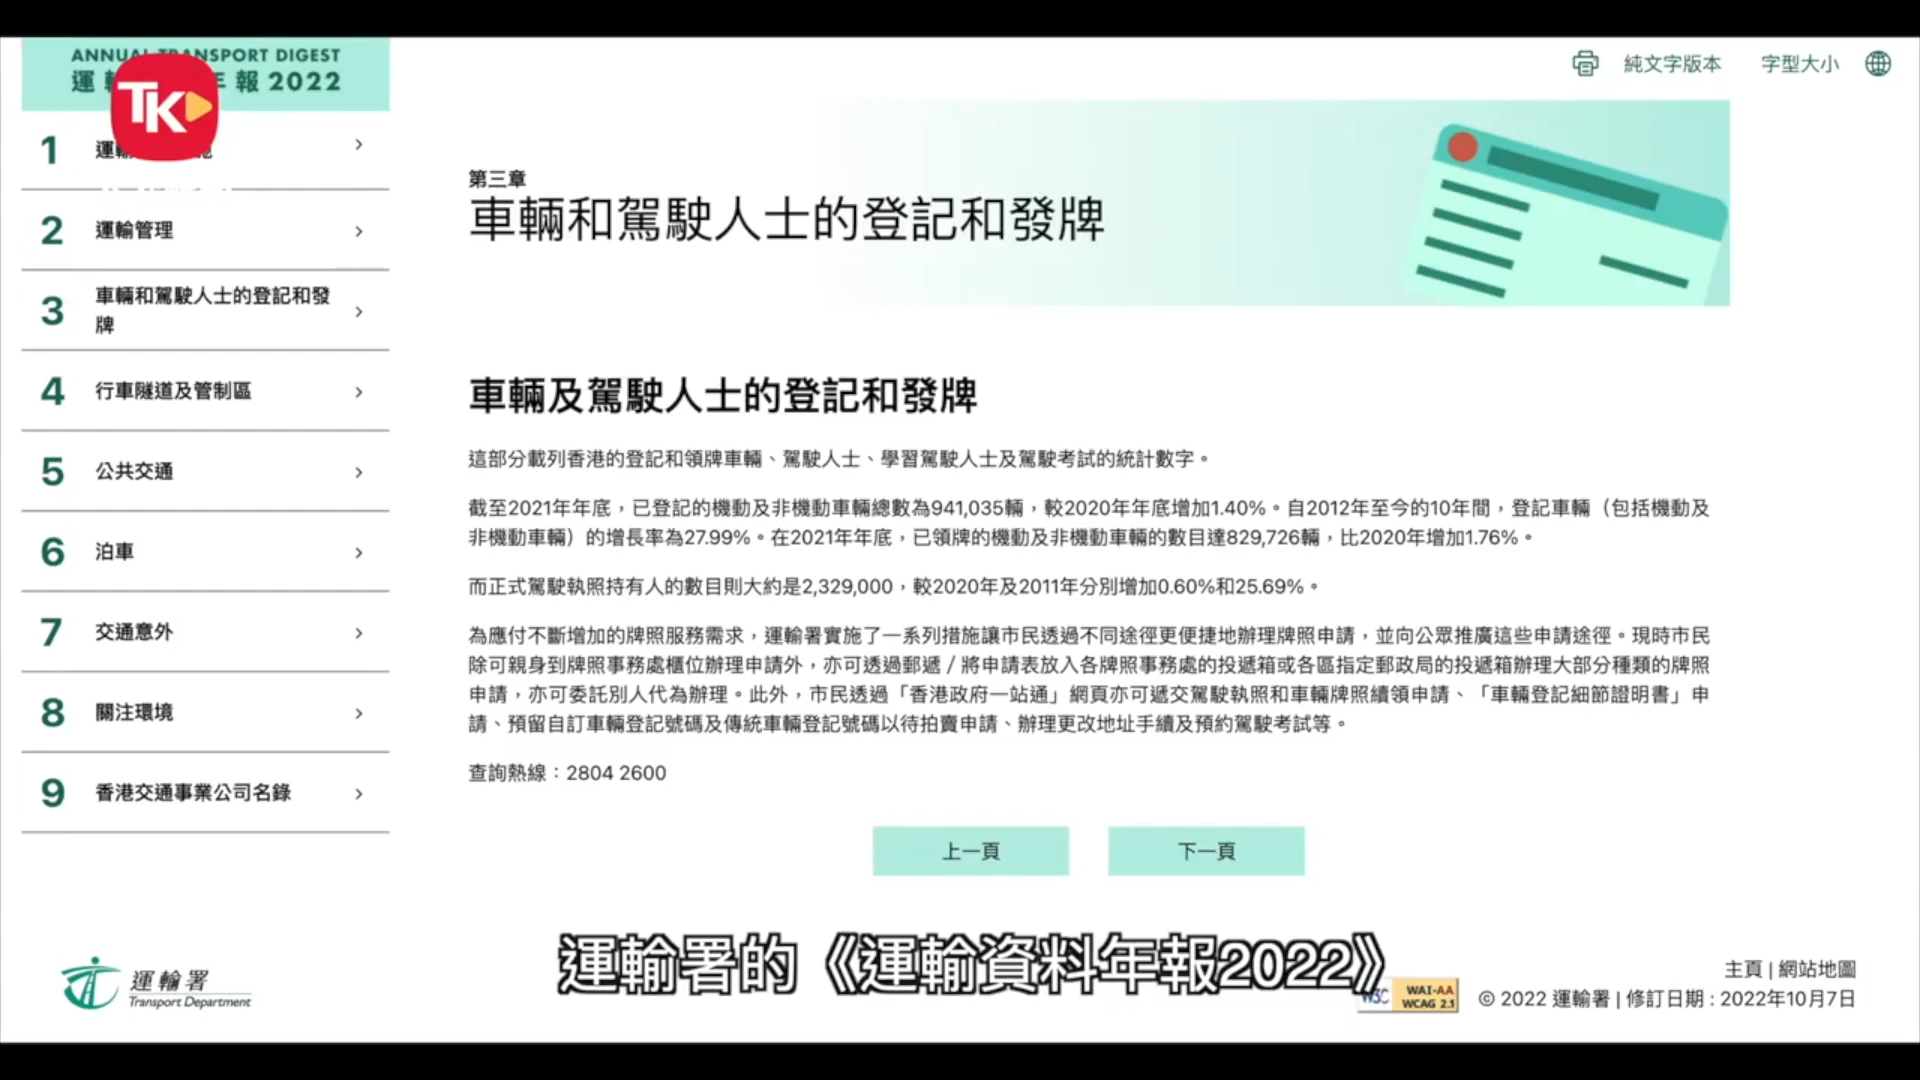 ANNUAL TRANSPORT DIGEST
運 報 2022
TK
純文字版本
字型大小
1
2 運輸管理
3 車輛和駕駛人士的登記和發
牌
4 行車隧道及管制區
5 公共交通
6 泊車
7 交通意外
8 關注環境
9 香港交通事業公司名錄
第三章
車輛和駕駛人士的登記和發牌
車輛及駕駛人士的登記和發牌
這部分載列香港的登記和領牌車輛、駕駛人士、學習駕駛人士及駕駛考試的統計數字。
截至2021年年底，已登記的機動及非機動車輛總數為941,035輛，較2020年年底增加1.40%。自2012年至今的10年間，登記車輛（包括機動及
非機動車輛）的增長率為27.99%。在2021年年底，已領牌的機動及非機動車輛的數目達829,726輛，比2020年增加1.76%。
而正式駕駛執照持有人的數目則大約是2,329,000，較2020年及2011年分別增加0.60%和25.69%。
為應付不斷增加的牌照服務需求，運輸署實施了一系列措施讓市民透過不同途徑更便捷地辦理牌照申請，並向公眾推廣這些申請途徑。現時市民
除可親身到牌照事務處櫃位辦理申請外，亦可透過郵遞 / 將申請表放入各牌照事務處的投遞箱或各區指定郵政局的投遞箱辦理大部分種類的牌照
申請，亦可委託別人代為辦理。此外，市民透過「香港政府一站通」網頁亦可遞交駕駛執照和車輛牌照續領申請、「車輛登記細節證明書」申
請、預留自訂車輛登記號碼及傳統車輛登記號碼以待拍賣申請、辦理更改地址手續及預約駕駛考試等。
查詢熱線：2804 2600
上一頁
下一頁
運輸署的《運輸資料年報2022》
運輸署
Transport Department
W3C WAI-AA
WCAG 2.1
主頁 | 網站地圖
© 2022 運輸署 | 修訂日期 : 2022年10月7日